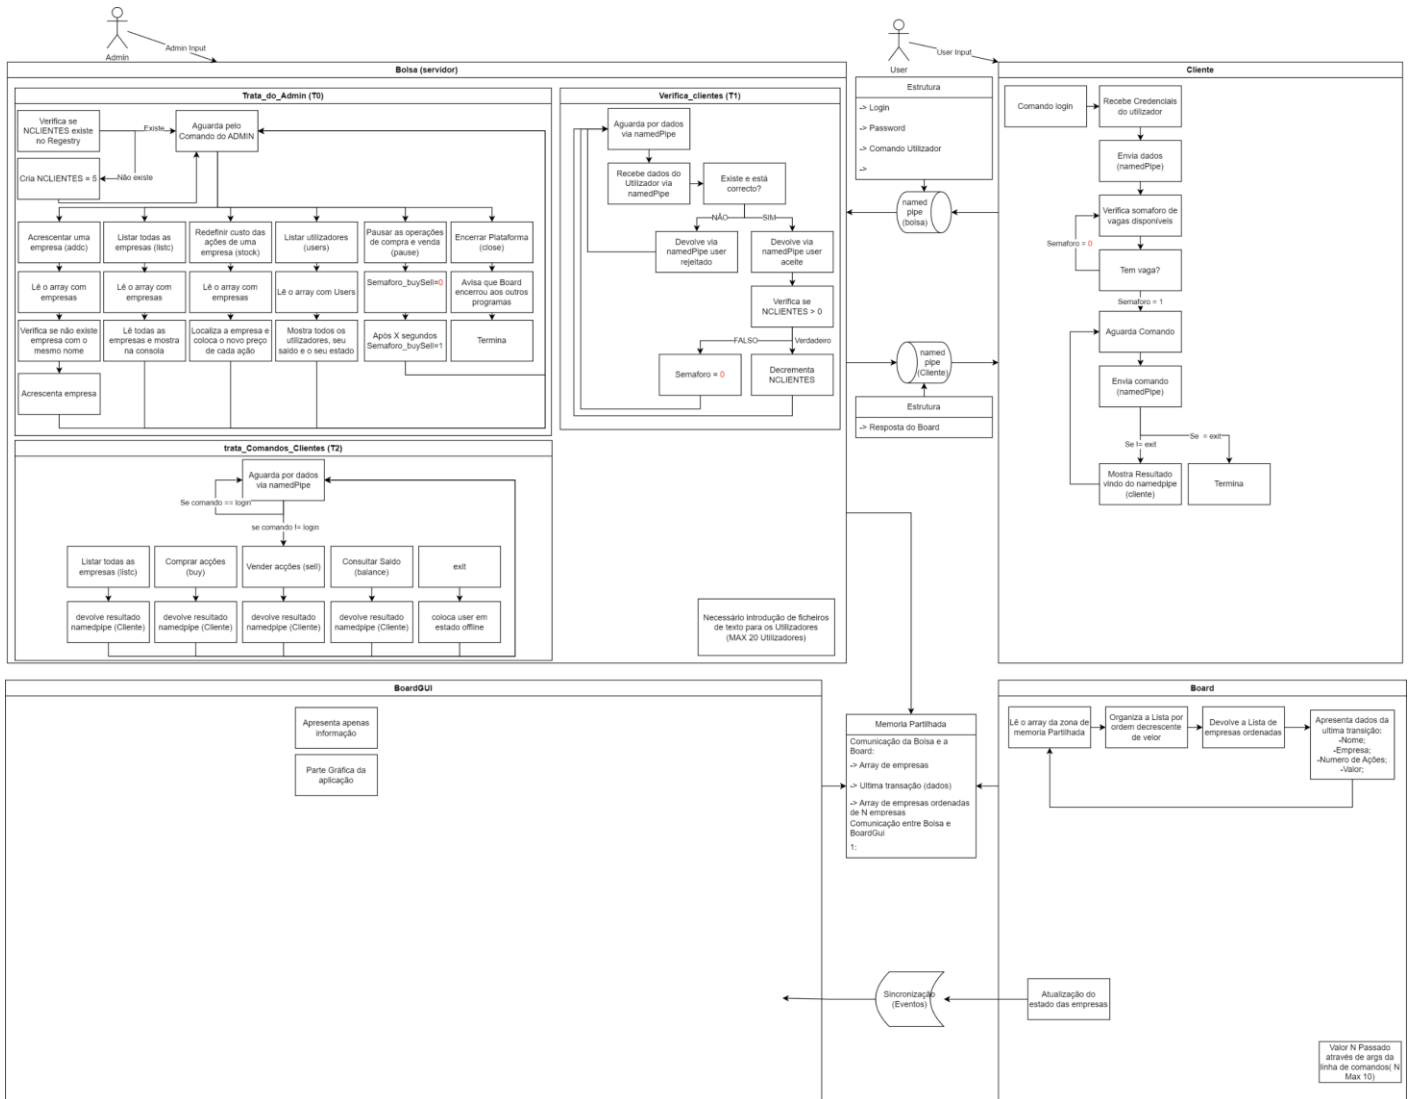 Admin
Admin Input
User
User Input
Bolsa (servidor)
Trata_do_Admin (T0)
Verifica se
NCLIENTES existe
no Registry
Existe
Aguarda pelo
Comando do ADMIN
Cria NCLIENTES = 5
Não existe
Acrescentar uma
empresa (addc)
Listar todas as
empresas (listc)
Redefinir custo das
ações de uma
empresa (stock)
Listar utilizadores
(users)
Pausar as operações
de compra e venda
(pause)
Encerrar Plataforma
(close)
Lê o array com
empresas
Lê o array com
empresas
Lê o array com
empresas
Lê o array com Users
Semaforo_buySell=0
Avisa que Board
encerrou aos outros
programas
Verifica se não existe
empresa com o
mesmo nome
Lê todas as
empresas e mostra
na consola
Localiza a empresa e
coloca o novo preço
de cada ação
Mostra todos os
utilizadores, seu
saldo e o seu estado
Após X segundos
Semaforo_buySell=1
Termina
Acrescenta empresa
Verifica_clientes (T1)
Aguarda por dados
via namedPipe
Recebe dados do
Utilizador via
namedPipe
Existe e está
correcto?
NÃO
SIM
Devolve via
namedPipe user
rejeitado
Devolve via
namedPipe user
aceite
Verifica se
NCLIENTES > 0
FALSO
Verdadeiro
Semaforo = 0
Decrementa
NCLIENTES
trata_Comandos_Clientes (T2)
Aguarda por dados
via namedPipe
Se comando == login
se comando != login
Listar todas as
empresas (listc)
Comprar acções
(buy)
Vender acções (sell)
Consultar Saldo
(balance)
exit
devolve resultado
namedpipe (Cliente)
devolve resultado
namedpipe (Cliente)
devolve resultado
namedpipe (Cliente)
devolve resultado
namedpipe (Cliente)
coloca user em
estado offline
Necessário introdução de ficheiros
de texto para os Utilizadores
(MAX 20 Utilizadores)
Estrutura
-> Login
-> Password
-> Comando Utilizador
->
named
pipe
(bolsa)
named
pipe
(Cliente)
Estrutura
-> Resposta do Board
Cliente
Comando login
Recebe Credenciais
do utilizador
Envia dados
(namedPipe)
Verifica somaforo de
vagas disponíveis
Semaforo = 0
Tem vaga?
Semaforo = 1
Aguarda Comando
Envia comando
(namedPipe)
Se != exit
Se = exit
Mostra Resultado
vindo do namedpipe
(cliente)
Termina
BoardGUI
Apresenta apenas
informação
Parte Gráfica da
aplicação
Memoria Partilhada
Comunicação da Bolsa e a
Board:
-> Array de empresas
-> Ultima transação (dados)
-> Array de empresas ordenadas
de N empresas
Comunicação entre Bolsa e
BoardGui
1:
Board
Lê o array da zona de
memoria Partilhada
Organiza a Lista por
ordem decrescente
de velor
Devolve a Lista de
empresas ordenadas
Apresenta dados da
ultima transição:
-Nome;
-Empresa;
-Numero de Ações;
-Valor;
Sincronização
(Eventos)
Atualização do
estado das empresas
Valor N Passado
através de args da
linha de comandos( N
Max 10)